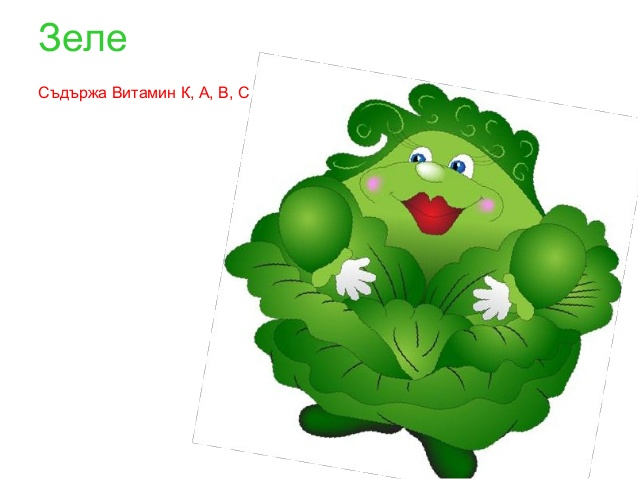 Зеле
Съдържа Витамин К, А, В, С